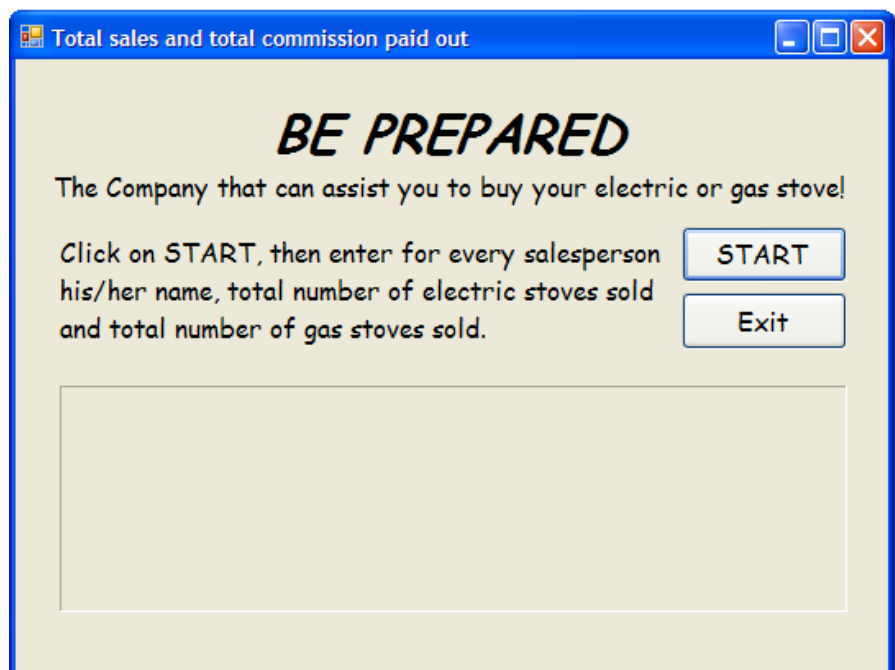 Total sales and total commission paid out
BE PREPARED
The Company that can assist you to buy your electric or gas stove!
Click on START, then enter for every salesperson
his/her name, total number of electric stoves sold
and total number of gas stoves sold.
START
Exit